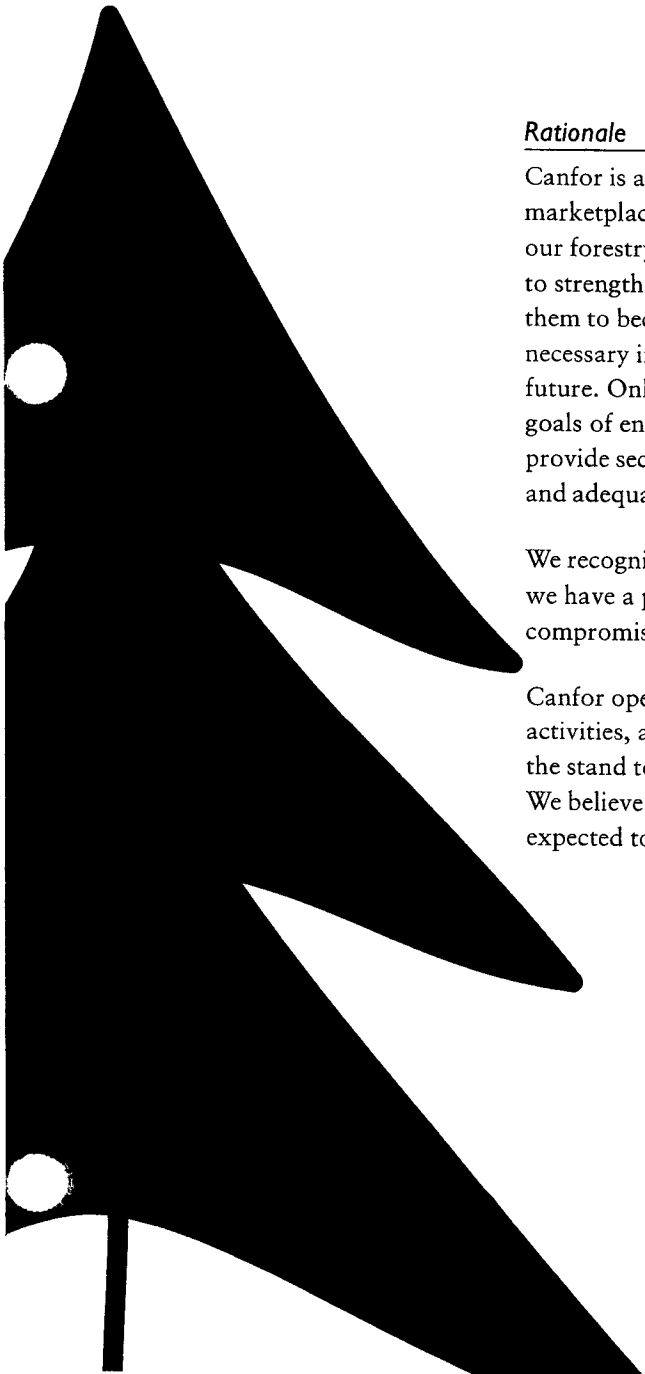 Rationale
Canfor is a
marketplac
our forestry
to strength
them to bec
necessary i
future. Onl
goals of en
provide sec
and adequa
We recogni
we have a p
compromis
Canfor ope
activities, a
the stand to
We believe
expected to